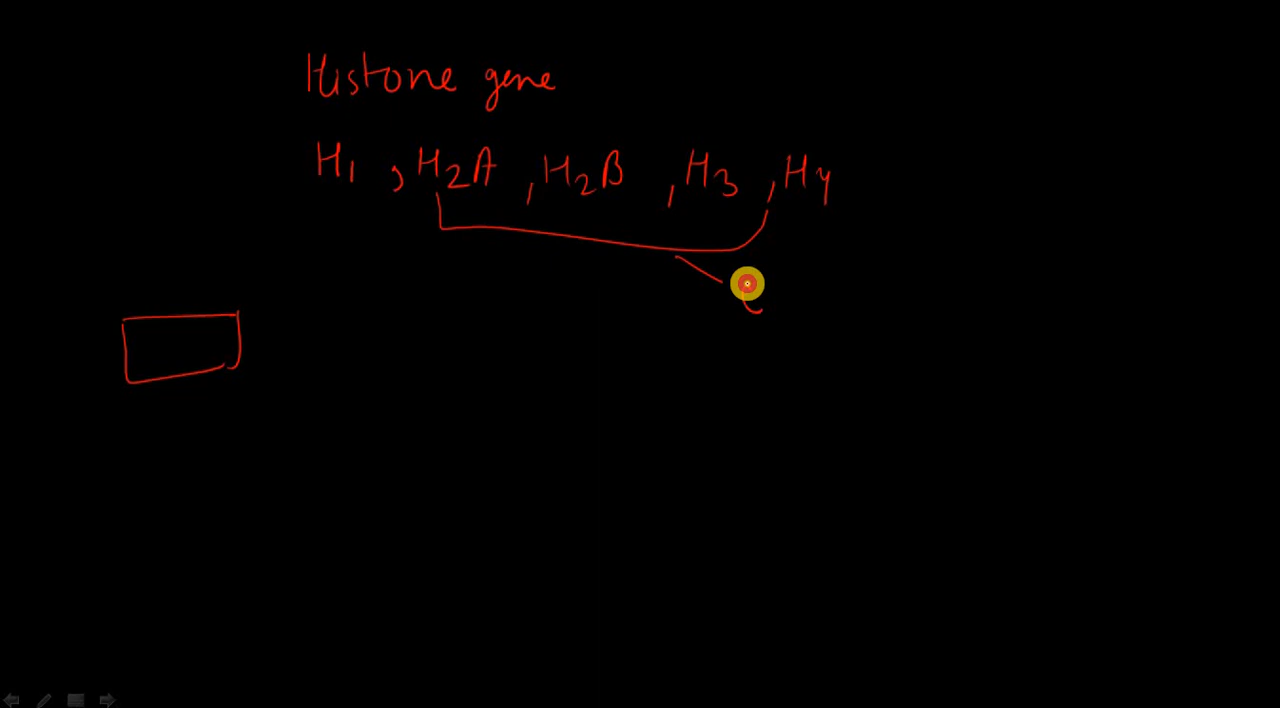 Histone gene
H1 , H2A , H2B , H3 , H4